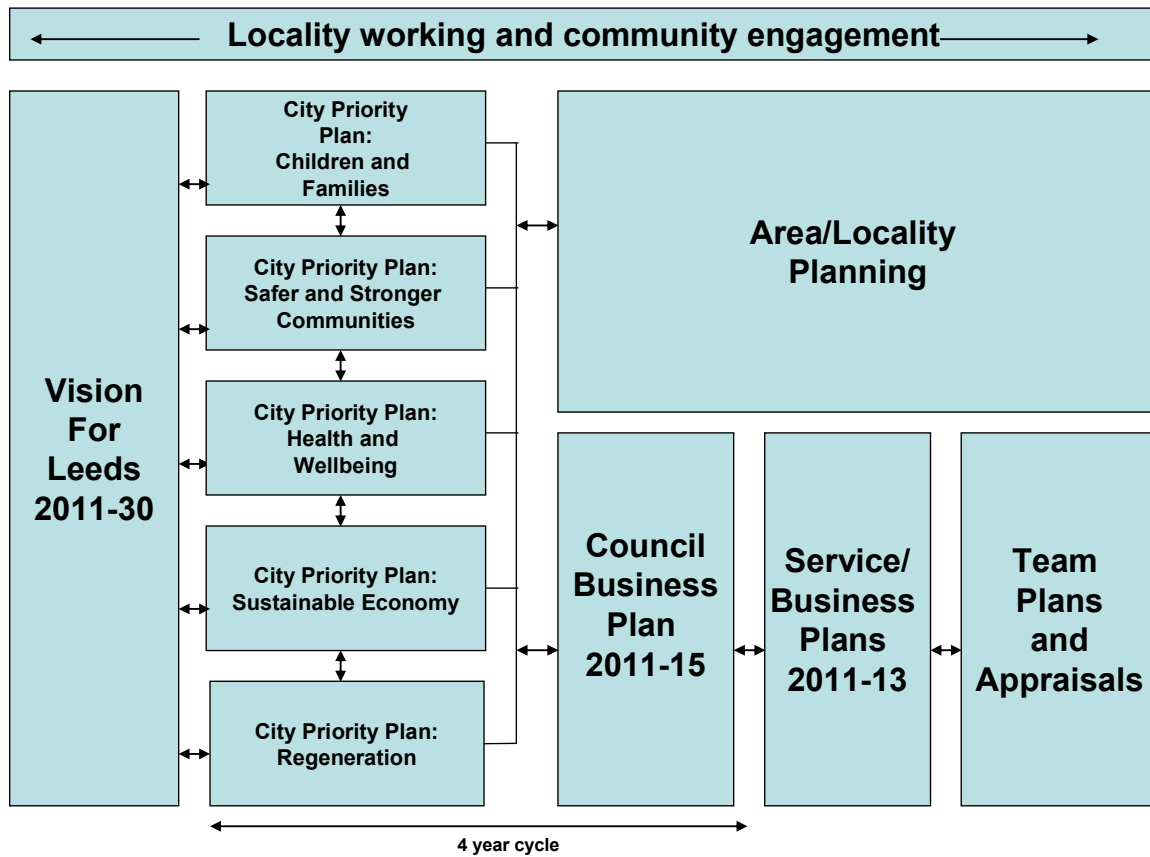 Locality working and community engagement
Vision
For
Leeds
2011-30
City Priority
Plan:
Children and
Families
City Priority Plan:
Safer and Stronger
Communities
City Priority Plan:
Health and
Wellbeing
City Priority Plan:
Sustainable Economy
City Priority Plan:
Regeneration
Area/Locality
Planning
Council
Business
Plan
2011-15
Service/
Business
Plans
2011-13
Team
Plans
and
Appraisals
4 year cycle